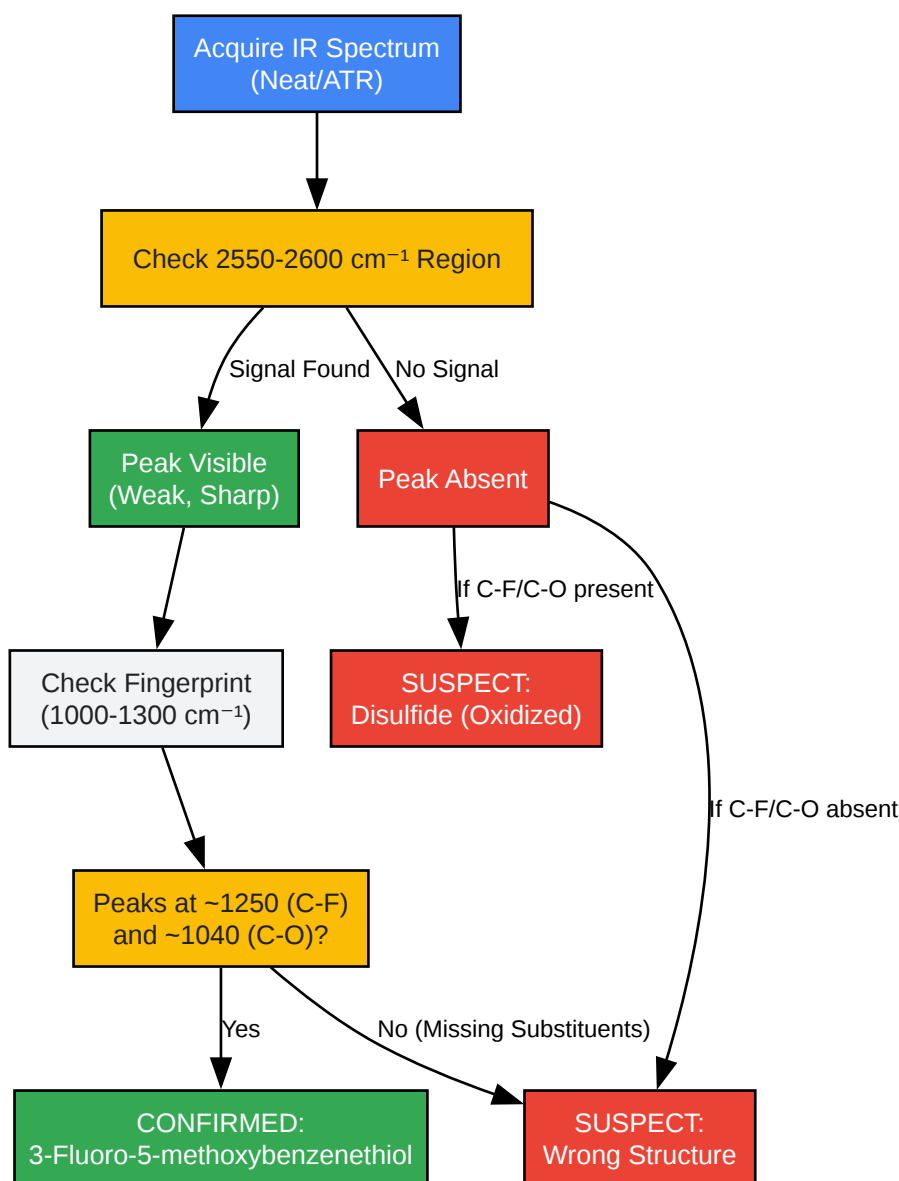 Acquire IR Spectrum
(Neat/ATR)
Check 2550-2600 cm⁻¹ Region
Signal Found
No Signal
Peak Visible
(Weak, Sharp)
Peak Absent
If C-F/C-O present
Check Fingerprint
(1000-1300 cm⁻¹)
SUSPECT:
Disulfide (Oxidized)
If C-F/C-O absent
Peaks at ~1250 (C-F)
and ~1040 (C-O)?
Yes
No (Missing Substituents)
CONFIRMED:
3-Fluoro-5-methoxybenzenethiol
SUSPECT:
Wrong Structure